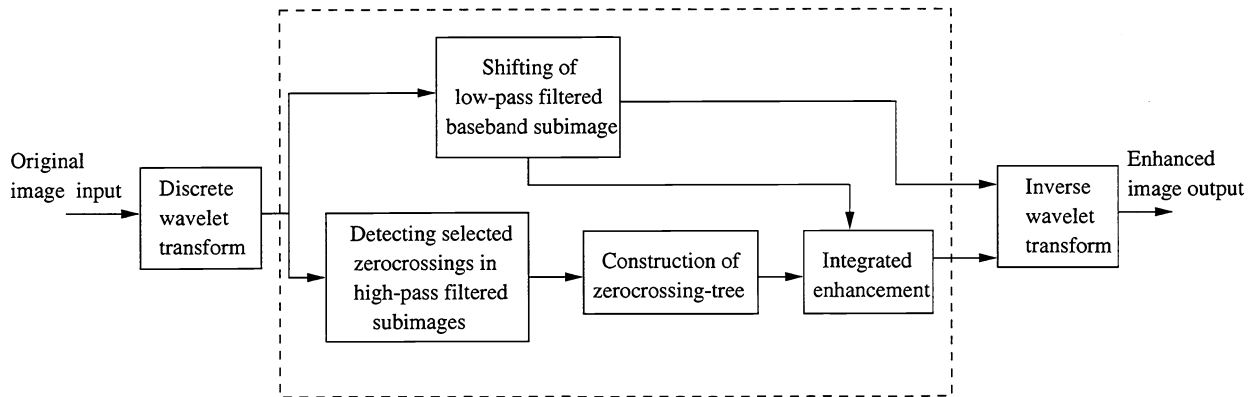 Original
image input
Discrete
wavelet
transform
Shifting of
low-pass filtered
baseband subimage
Detecting selected
zerocrossings in
high-pass filtered
subimages
Construction of
zerocrossing-tree
Integrated
enhancement
Inverse
wavelet
transform
Enhanced
image output